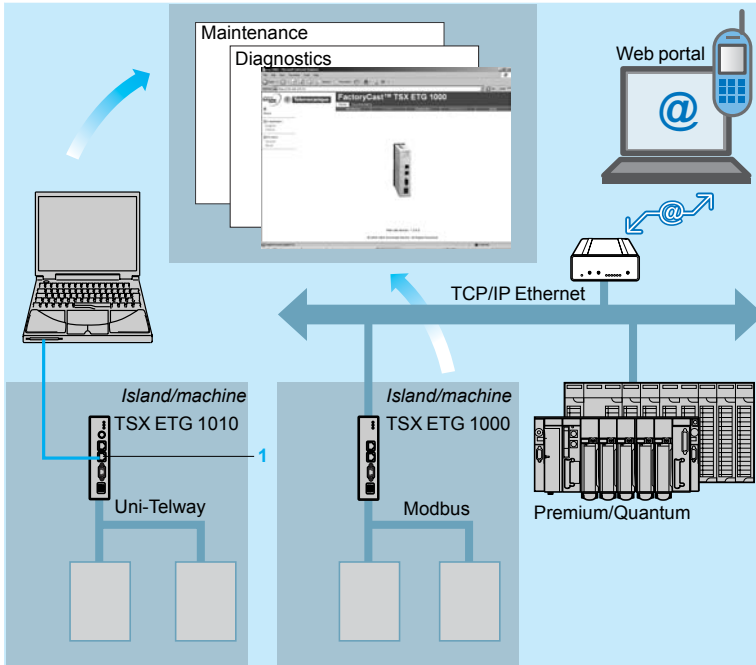 Maintenance
Diagnostics
FactoryCast™ TSX ETG 1000
Web portal
@
@
TCP/IP Ethernet
Island/machine
TSX ETG 1010
1
Uni-Telway
Island/machine
TSX ETG 1000
Modbus
Premium/Quantum